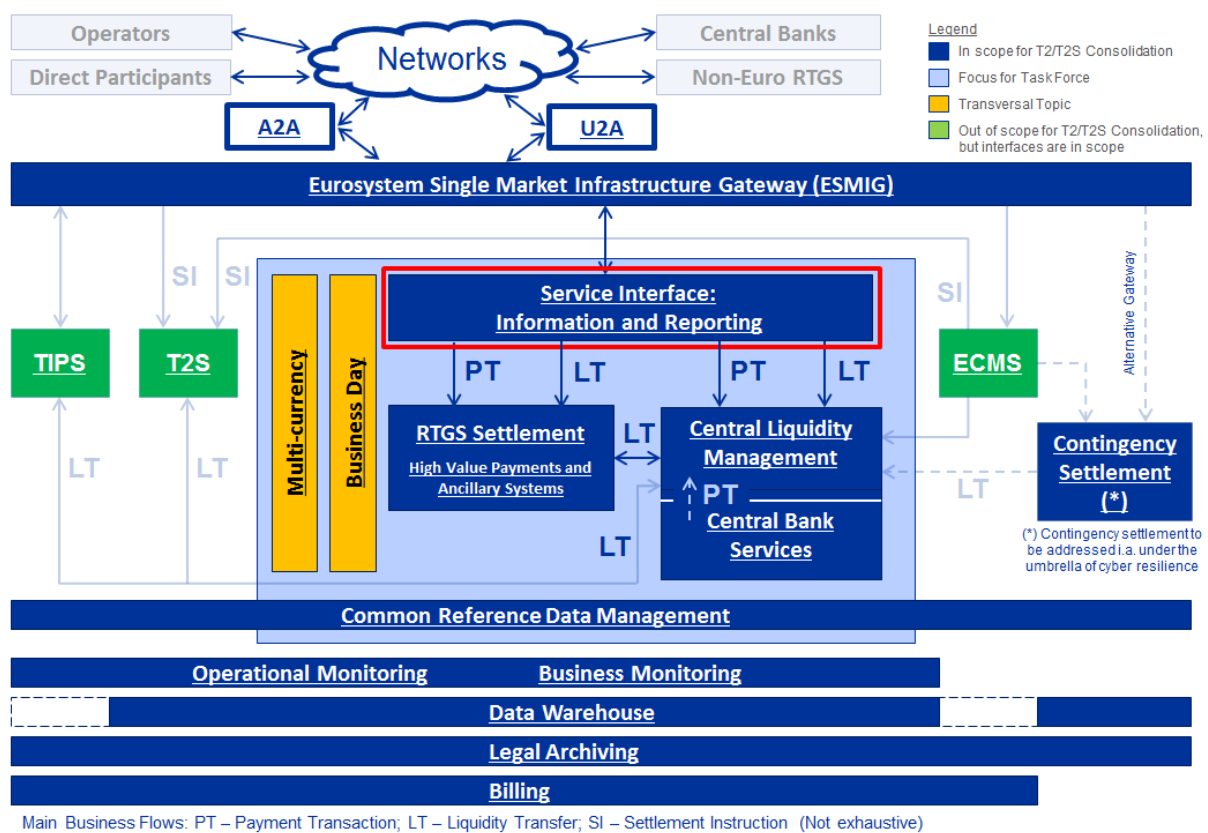 Operators
Direct Participants
Networks
Central Banks
Non-Euro RTGS
Legend
In scope for T2/T2S Consolidation
Focus for Task Force
Transversal Topic
Out of scope for T2/T2S Consolidation,
but interfaces are in scope
A2A
U2A
Eurosystem Single Market Infrastructure Gateway (ESMIG)
SI
SI
SI
Alternative Gateway
Multi-currency
Business Day
Service Interface:
Information and Reporting
TIPS
T2S
ECMS
PT
LT
PT
LT
RTGS Settlement
High Value Payments and
Ancillary Systems
LT
Central Liquidity
Management
PT
Central Bank
Services
Contingency
Settlement
(*)
LT
LT
LT
LT
(*) Contingency settlement to
be addressed i.a. under the
umbrella of cyber resilience
Common Reference Data Management
Operational Monitoring
Business Monitoring
Data Warehouse
Legal Archiving
Billing
Main Business Flows: PT – Payment Transaction; LT – Liquidity Transfer; SI – Settlement Instruction (Not exhaustive)